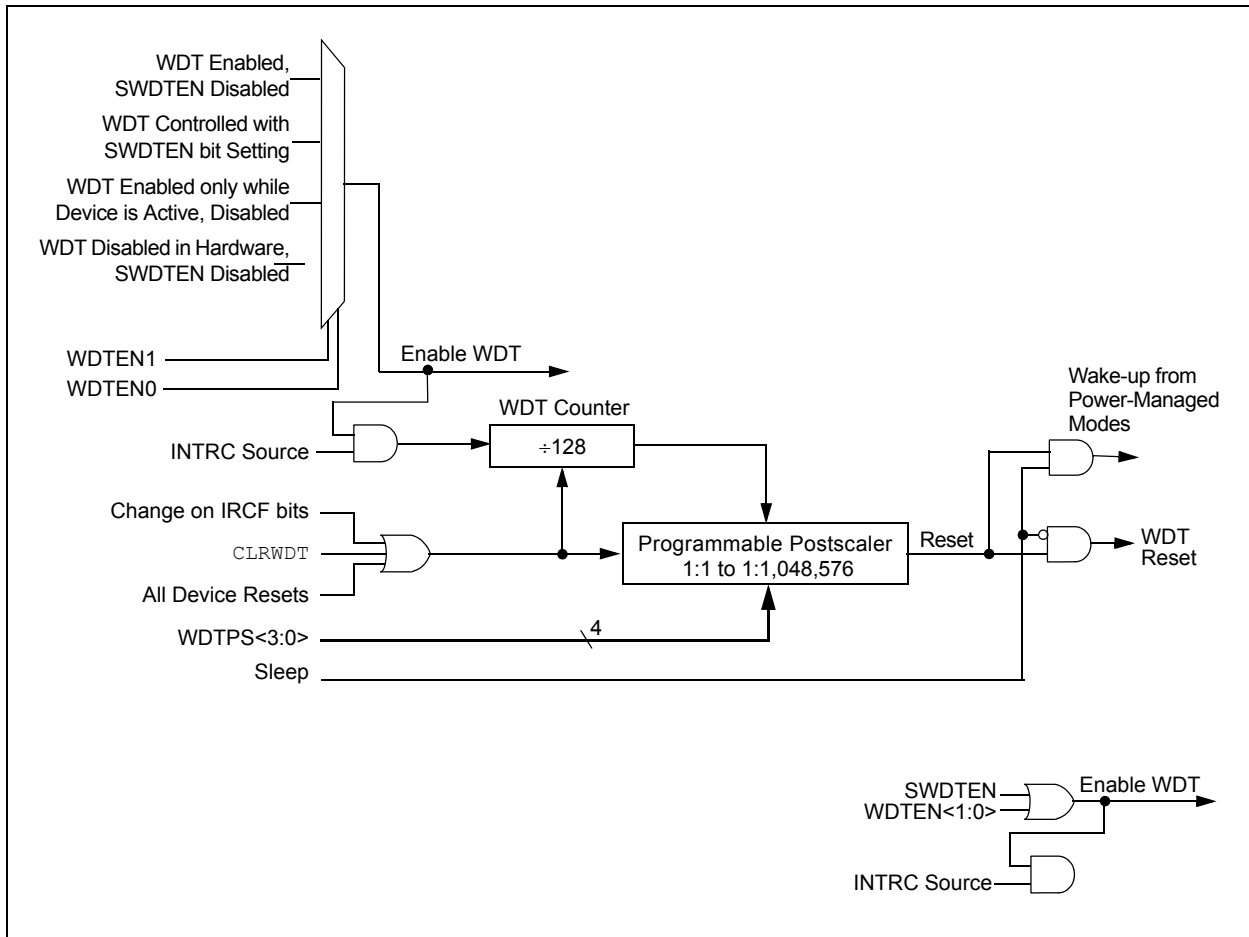 WDT Enabled,
SWDTEN Disabled
WDT Controlled with
SWDTEN bit Setting
WDT Enabled only while
Device is Active, Disabled
WDT Disabled in Hardware,
SWDTEN Disabled
WDTEN1
WDTEN0
Enable WDT
WDT Counter
÷128
INTRC Source
Wake-up from
Power-Managed
Modes
Change on IRCF bits
CLRWDT
All Device Resets
Programmable Postscaler
1:1 to 1:1,048,576
Reset
WDT
Reset
WDTPS<3:0>
4
Sleep
SWDTEN
WDTEN<1:0>
Enable WDT
INTRC Source